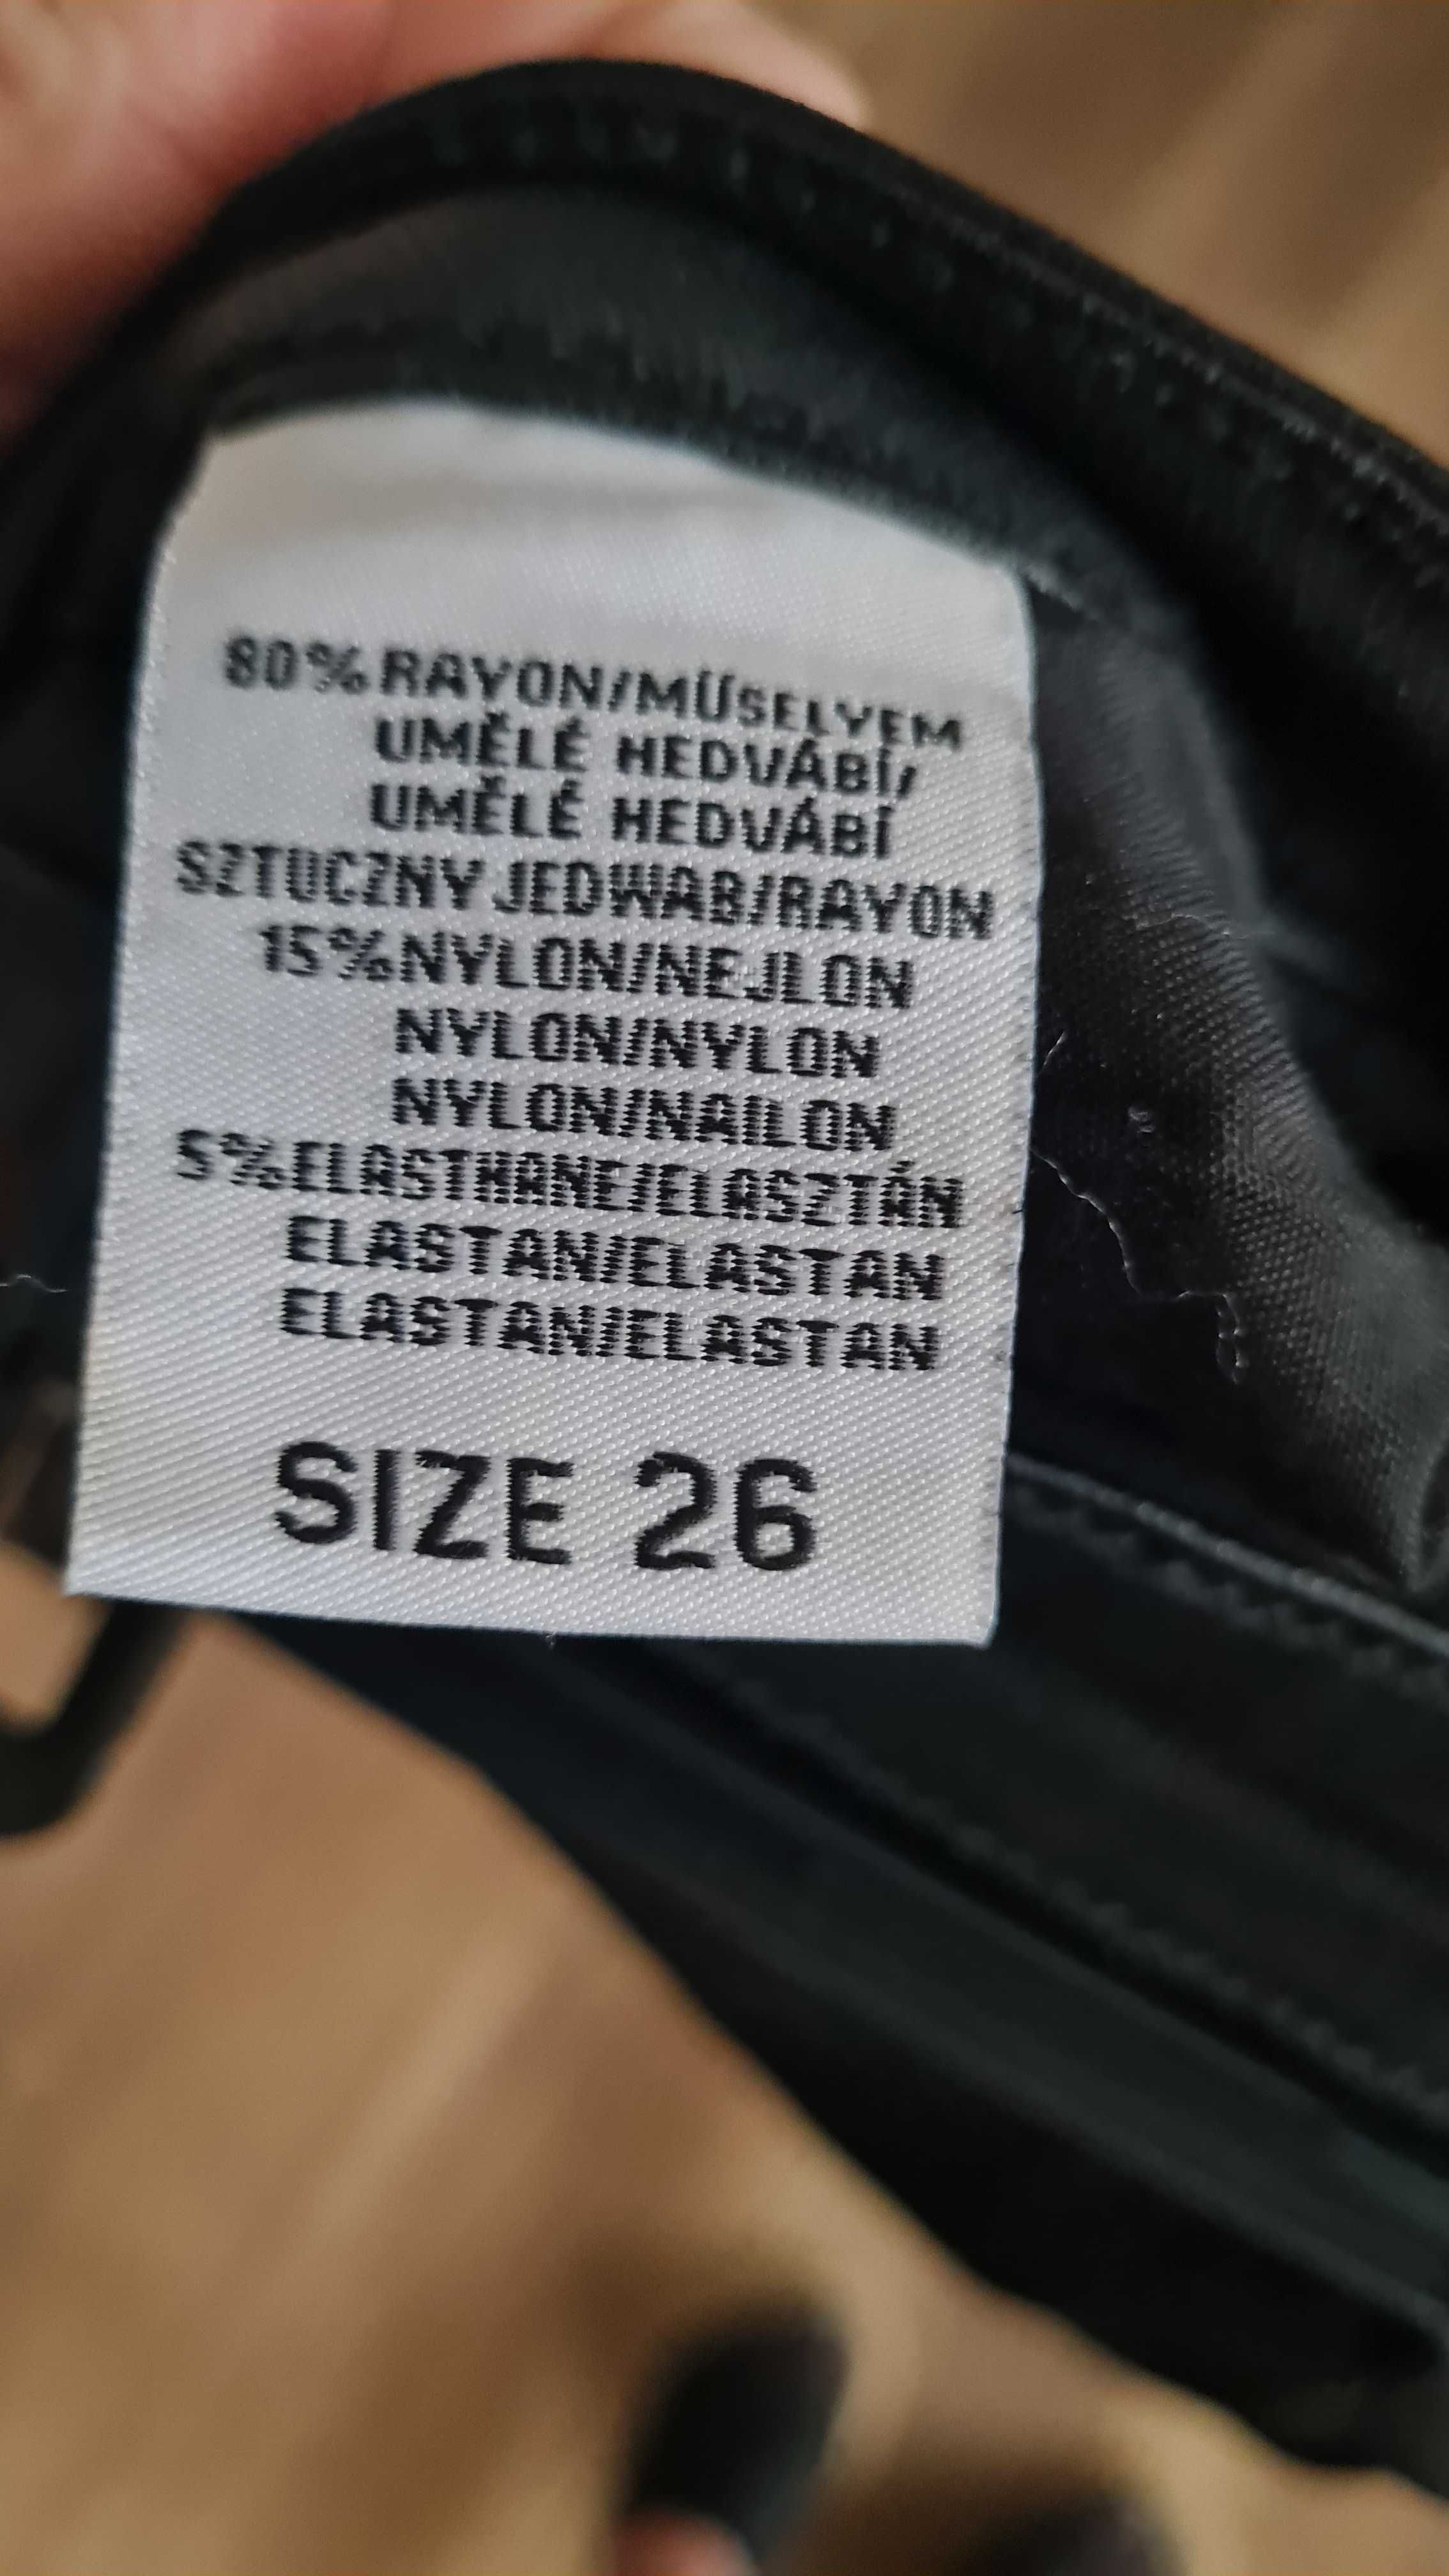 80%RAYON/MŰSELYEM
UMĚLÉ HEDVÁBÍ/
UMĚLÉ HEDVÁBÍ
SZTUCZNY JEDWAB/RAYON
15%NYLON/NEJLON
NYLON/NYLON
NYLON/NAILON
5%ELASTHANE/ELASZTÁN
ELASTAN/ELASTAN
ELASTAN/ELASTAN
SIZE 26